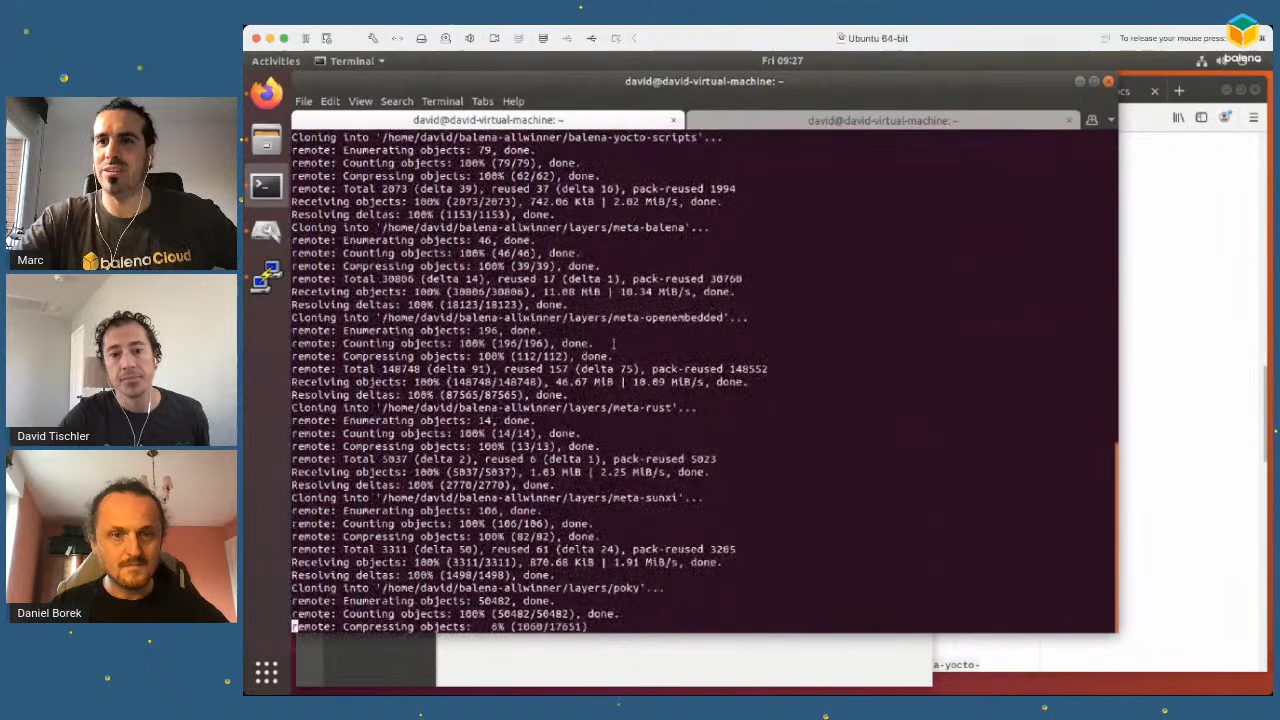 Ubuntu 64-bit
To release your mouse press:
balena
Activities
Terminal
Fri 09:27
david@david-virtual-machine: ~
File Edit View Search Terminal Tabs Help
david@david-virtual-machine: ~
david@david-virtual-machine: ~
Cloning into '/home/david/balena-allwinner/balena-yocto-scripts'...
remote: Enumerating objects: 79, done.
remote: Counting objects: 100% (79/79), done.
remote: Compressing objects: 100% (62/62), done.
remote: Total 2073 (delta 39), reused 37 (delta 16), pack-reused 1994
Receiving objects: 100% (2073/2073), 742.06 KiB | 2.02 MiB/s, done.
Resolving deltas: 100% (1153/1153), done.
Cloning into '/home/david/balena-allwinner/layers/meta-balena'...
remote: Enumerating objects: 46, done.
remote: Counting objects: 100% (46/46), done.
remote: Compressing objects: 100% (39/39), done.
remote: Total 30806 (delta 14), reused 17 (delta 1), pack-reused 30760
Receiving objects: 100% (30806/30806), 11.08 MiB | 10.34 MiB/s, done.
Resolving deltas: 100% (18123/18123), done.
Cloning into '/home/david/balena-allwinner/layers/meta-openembedded'...
remote: Enumerating objects: 196, done.
remote: Counting objects: 100% (196/196), done.
remote: Compressing objects: 100% (112/112), done.
remote: Total 148748 (delta 91), reused 157 (delta 75), pack-reused 148552
Receiving objects: 100% (148748/148748), 46.67 MiB | 10.09 MiB/s, done.
Resolving deltas: 100% (87565/87565), done.
Cloning into '/home/david/balena-allwinner/layers/meta-rust'...
remote: Enumerating objects: 14, done.
remote: Counting objects: 100% (14/14), done.
remote: Compressing objects: 100% (13/13), done.
remote: Total 5037 (delta 2), reused 6 (delta 1), pack-reused 5023
Receiving objects: 100% (5037/5037), 1.03 MiB | 2.25 MiB/s, done.
Resolving deltas: 100% (2770/2770), done.
Cloning into '/home/david/balena-allwinner/layers/meta-sunxi'...
remote: Enumerating objects: 106, done.
remote: Counting objects: 100% (106/106), done.
remote: Compressing objects: 100% (82/82), done.
remote: Total 3311 (delta 50), reused 61 (delta 24), pack-reused 3205
Receiving objects: 100% (3311/3311), 870.68 KiB | 1.91 MiB/s, done.
Resolving deltas: 100% (1498/1498), done.
Cloning into '/home/david/balena-allwinner/layers/poky'...
remote: Enumerating objects: 50482, done.
remote: Counting objects: 100% (50482/50482), done.
remote: Compressing objects: 6% (1060/17651)
cs
a-yocto-
balenaCloud
Marc
David Tischler
Daniel Borek